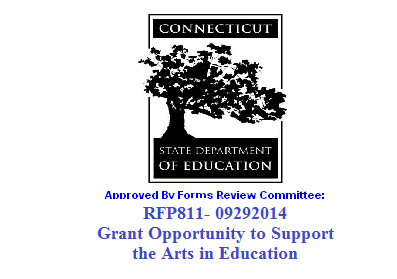 CONNECTICUT
STATE DEPARTMENT
OF EDUCATION
Approved By Forms Review Committee:
RFP811- 09292014
Grant Opportunity to Support
the Arts in Education